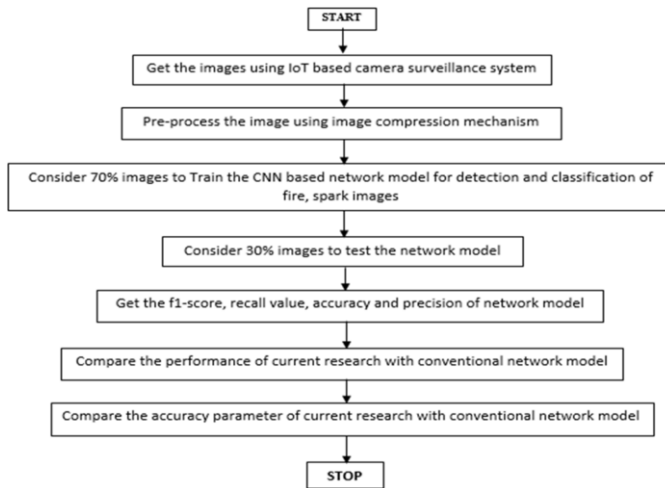 START
Get the images using IoT based camera surveillance system
Pre-process the image using image compression mechanism
Consider 70% images to Train the CNN based network model for detection and classification of
fire, spark images
Consider 30% images to test the network model
Get the f1-score, recall value, accuracy and precision of network model
Compare the performance of current research with conventional network model
Compare the accuracy parameter of current research with conventional network model
STOP